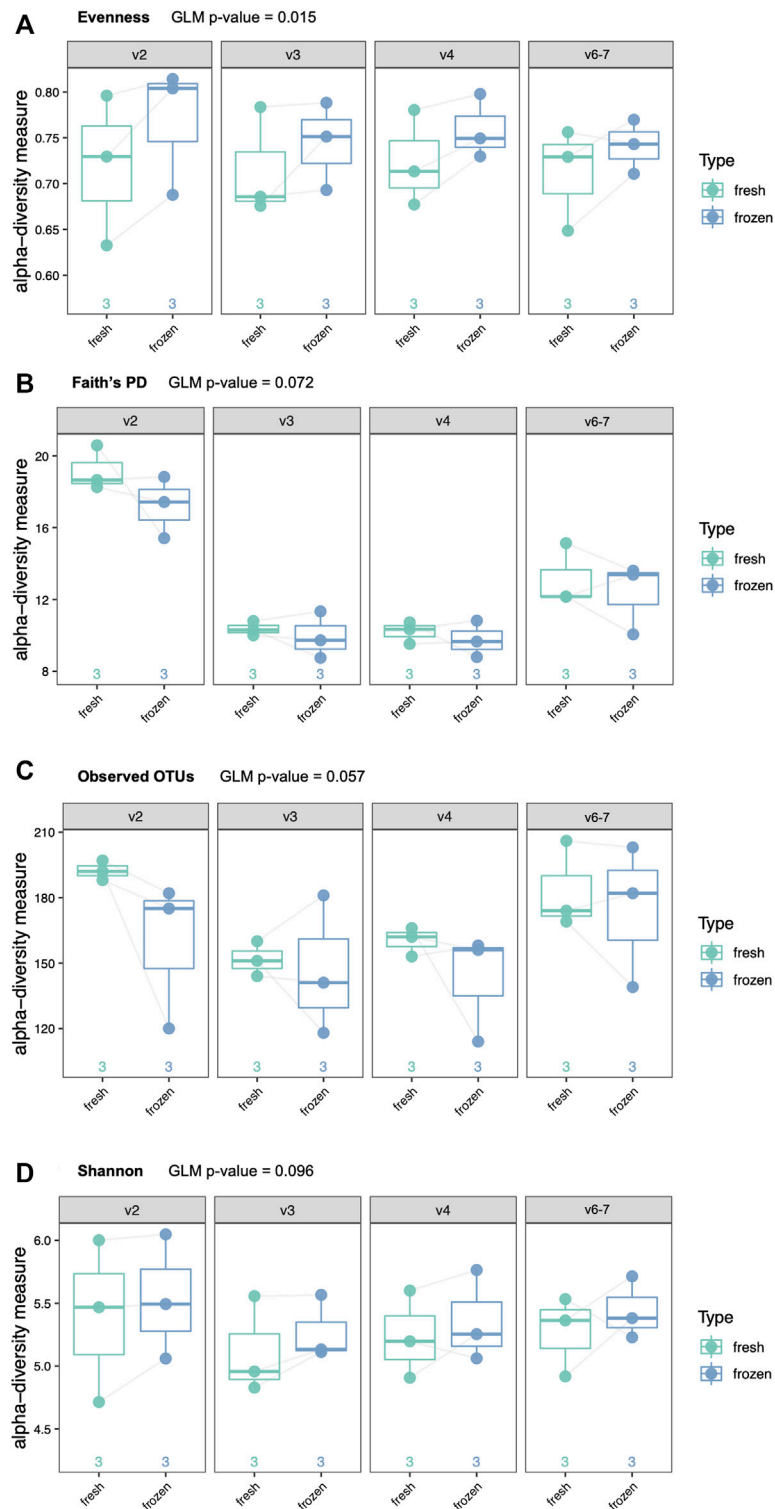 A Evenness GLM p-value = 0.015
v2 v3 v4 v6-7
alpha-diversity measure
0.80
0.75
0.70
0.65
0.60
3 3 3 3 3 3 3 3
fresh frozen fresh frozen fresh frozen fresh frozen
Type
fresh
frozen
B Faith's PD GLM p-value = 0.072
v2 v3 v4 v6-7
alpha-diversity measure
20
16
12
8
3 3 3 3 3 3 3 3
fresh frozen fresh frozen fresh frozen fresh frozen
Type
fresh
frozen
C Observed OTUs GLM p-value = 0.057
v2 v3 v4 v6-7
alpha-diversity measure
210
180
150
120
3 3 3 3 3 3 3 3
fresh frozen fresh frozen fresh frozen fresh frozen
Type
fresh
frozen
D Shannon GLM p-value = 0.096
v2 v3 v4 v6-7
alpha-diversity measure
6.0
5.5
5.0
4.5
3 3 3 3 3 3 3 3
fresh frozen fresh frozen fresh frozen fresh frozen
Type
fresh
frozen